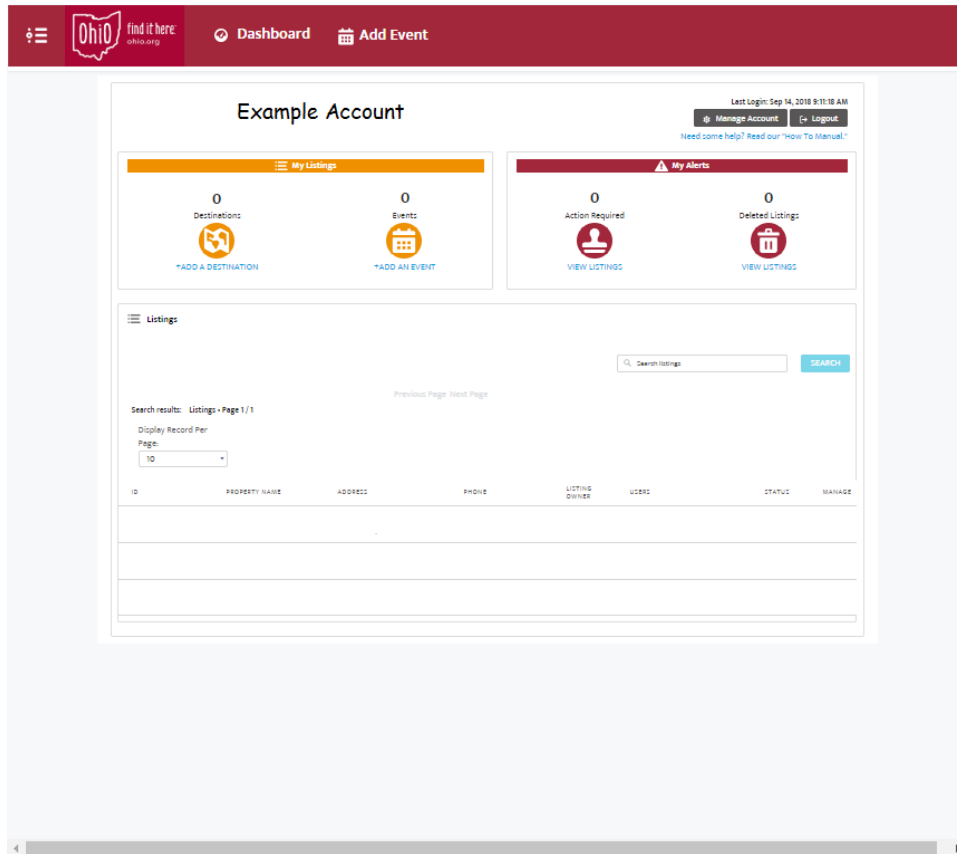 Ohio find it here:
ohio.org
Dashboard
Add Event
Example Account
Last Login: Sep 14, 2018 9:11:18 AM
Manage Account
Logout
Need some help? Read our "How To Manual."
My Listings
0
Destinations
+ADD A DESTINATION
0
Events
+ADD AN EVENT
My Alerts
0
Action Required
VIEW LISTINGS
0
Deleted Listings
VIEW LISTINGS
Listings
Search listings
SEARCH
Previous Page Next Page
Search results: Listings • Page 1 / 1
Display Record Per
Page:
10
ID PROPERTY NAME ADDRESS PHONE LISTING OWNER USERS STATUS MANAGE